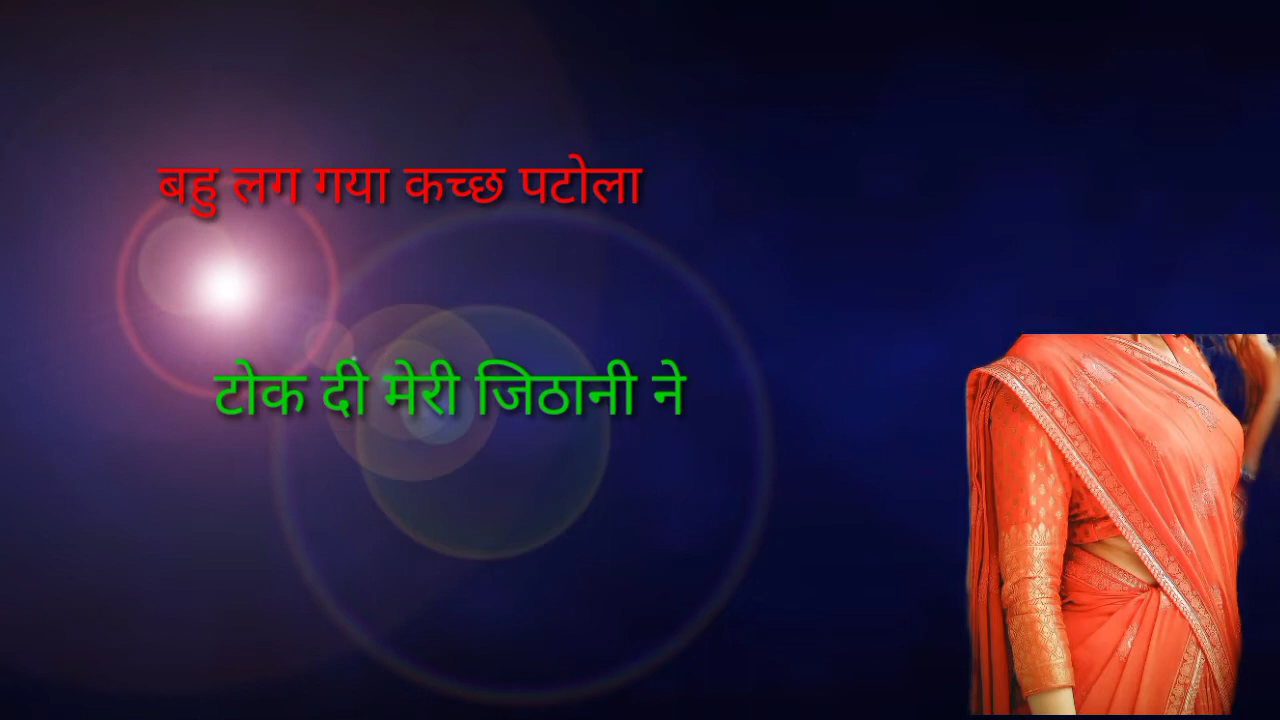 बहु लग गया कच्छ पटोला
टोक दी मेरी जिठानी ने